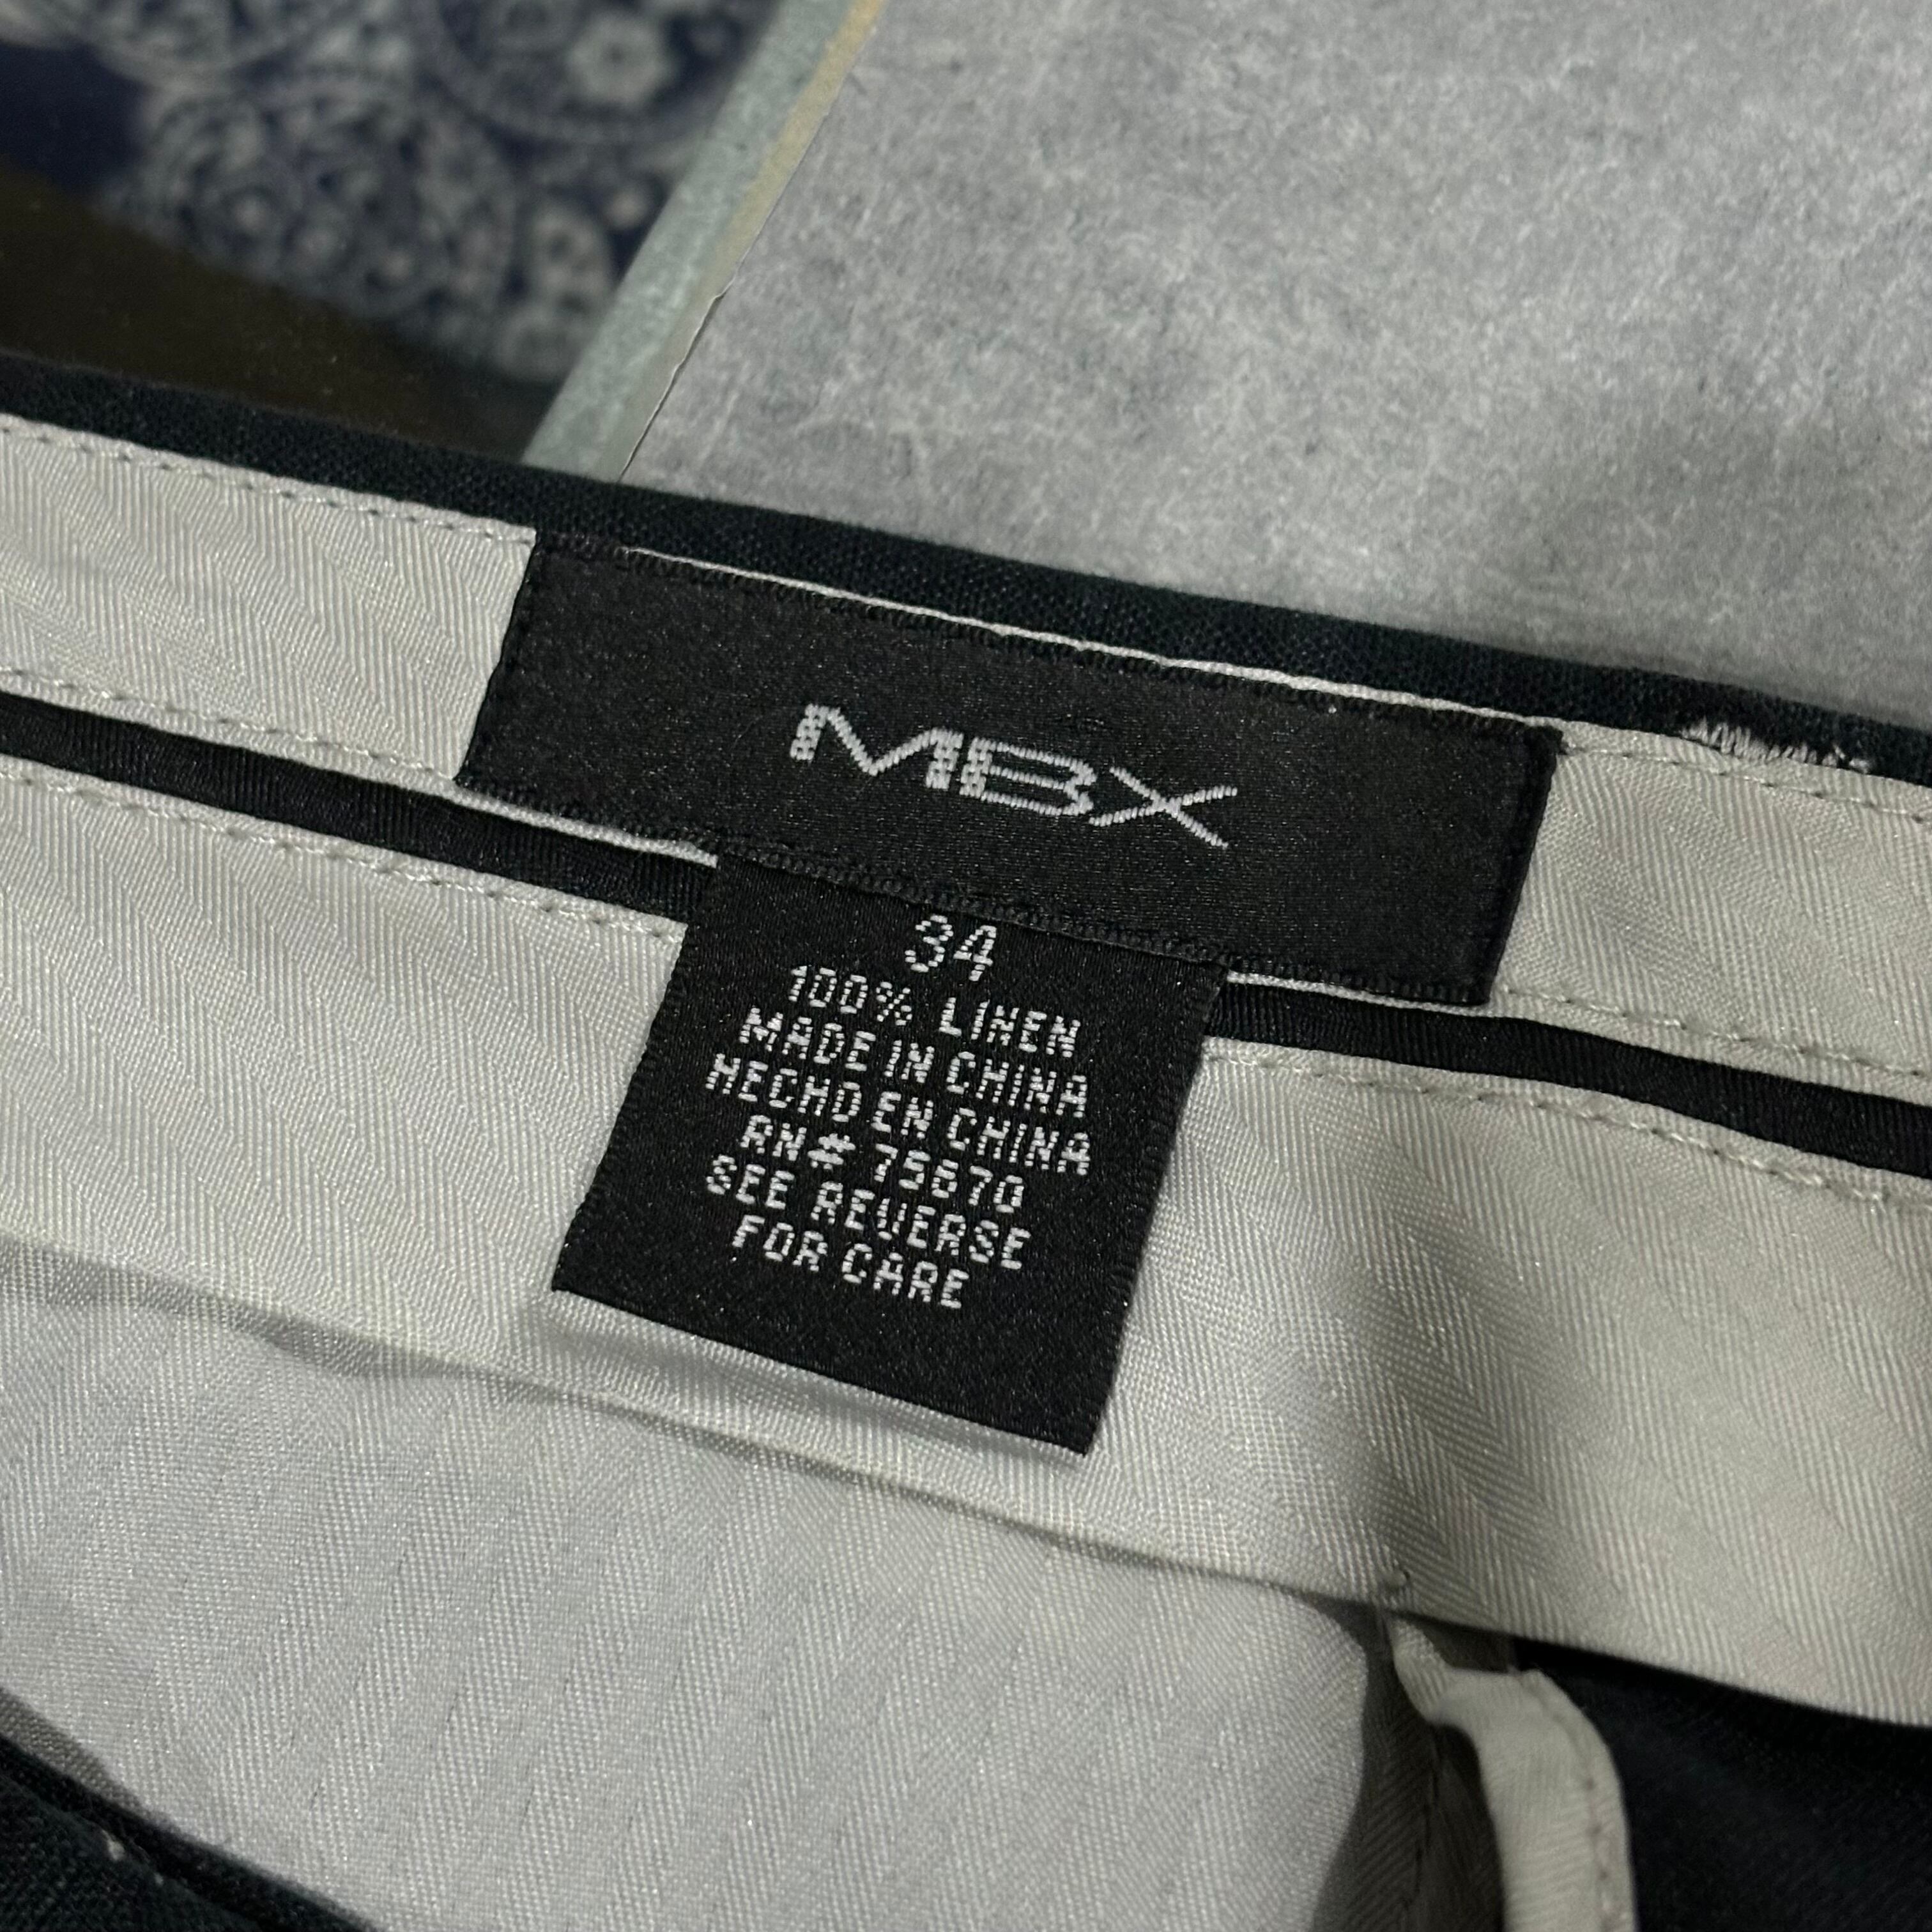 MBX
34
100% LINEN
MADE IN CHINA
HECHO EN CHINA
RN# 75670
SEE REVERSE
FOR CARE